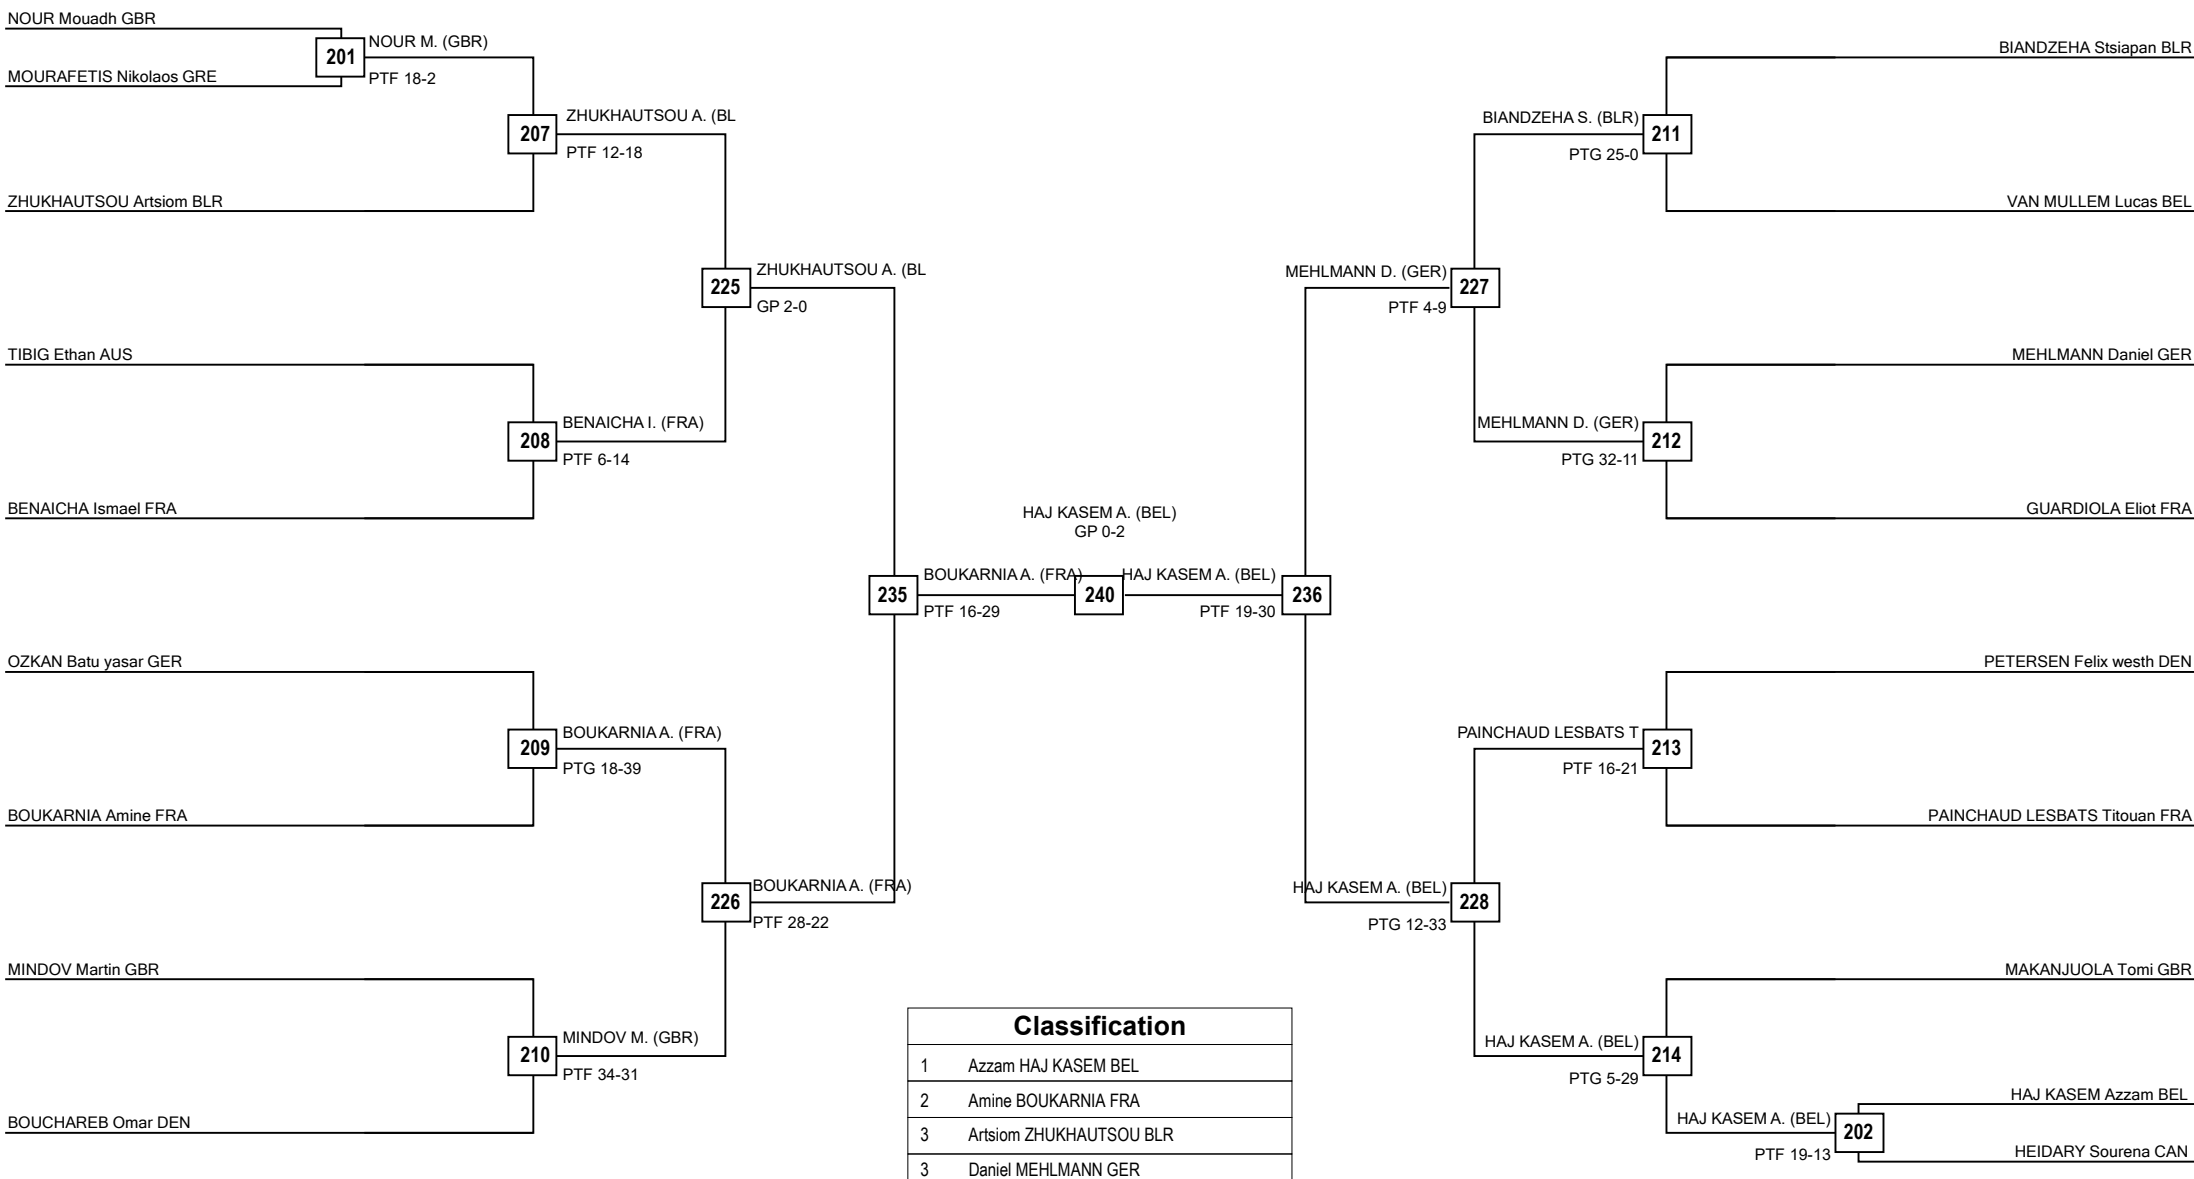 NOUR Mouadh GBR
201
NOUR M. (GBR)
PTF 18-2
MOURAFETIS Nikolaos GRE
207
ZHUKHAUTSOU A. (BL
PTF 12-18
ZHUKHAUTSOU Artsiom BLR
225
ZHUKHAUTSOU A. (BL
GP 2-0
TIBIG Ethan AUS
208
BENAICHA I. (FRA)
PTF 6-14
BENAICHA Ismael FRA
235
BOUKARNIA A. (FRA)
PTF 16-29
OZKAN Batu yasar GER
209
BOUKARNIA A. (FRA)
PTG 18-39
BOUKARNIA Amine FRA
226
BOUKARNIA A. (FRA)
PTF 28-22
MINDOV Martin GBR
210
MINDOV M. (GBR)
PTF 34-31
BOUCHAREB Omar DEN
HAJ KASEM A. (BEL)
GP 0-2
240
HAJ KASEM A. (BEL)
PTF 19-30
236
BIANDZEHA Stsiapan BLR
BIANDZEHA S. (BLR)
PTG 25-0
211
VAN MULLEM Lucas BEL
MEHLMANN D. (GER)
PTF 4-9
227
MEHLMANN Daniel GER
MEHLMANN D. (GER)
PTG 32-11
212
GUARDIOLA Eliot FRA
PETERSEN Felix westh DEN
PAINCHAUD LESBATS T
PTF 16-21
213
PAINCHAUD LESBATS Titouan FRA
HAJ KASEM A. (BEL)
PTG 12-33
228
MAKANJUOLA Tomi GBR
HAJ KASEM A. (BEL)
PTG 5-29
214
HAJ KASEM Azzam BEL
HAJ KASEM A. (BEL)
PTF 19-13
202
HEIDARY Sourena CAN
Classification
1 Azzam HAJ KASEM BEL
2 Amine BOUKARNIA FRA
3 Artsiom ZHUKHAUTSOU BLR
3 Daniel MEHLMANN GER